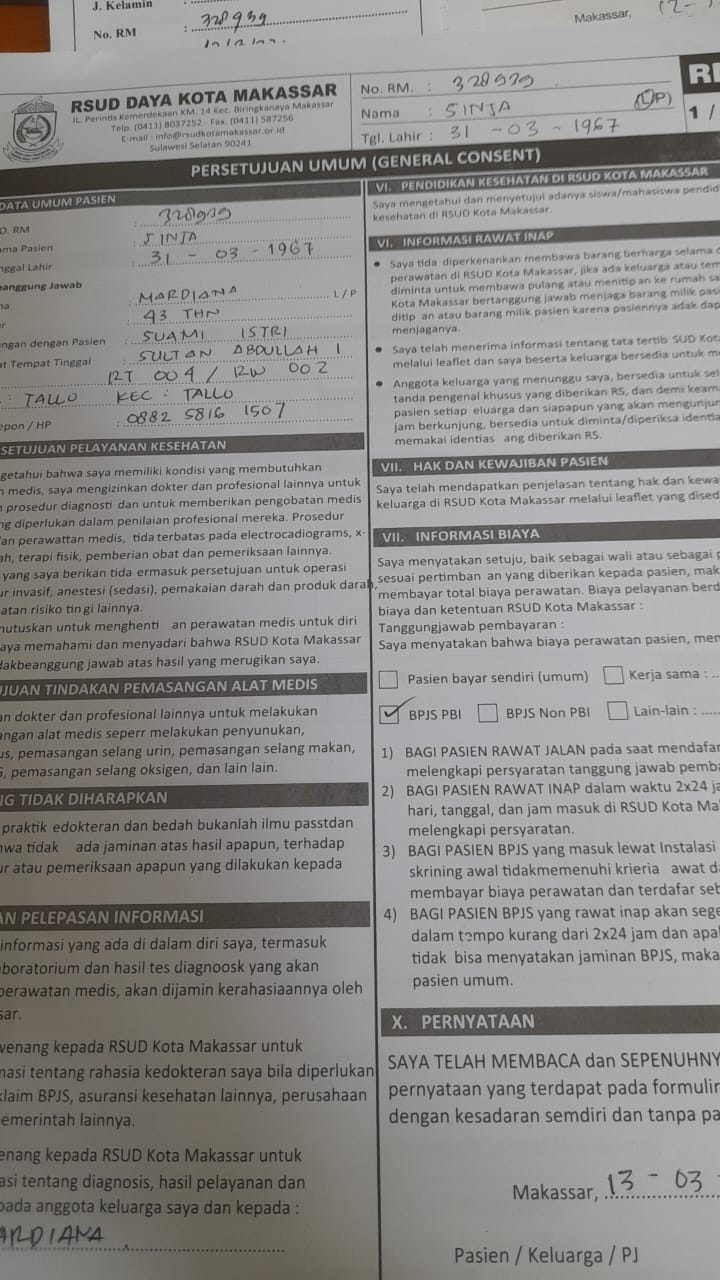 J. Kelamin
No. RM : 328939
Makassar,
RSUD DAYA KOTA MAKASSAR
JL. Perintis Kemerdekaan KM. 14 Kec. Biringkanaya Makassar
Telp. (0411) 8037252 - Fax. (0411) 587256
E-mail : info@rsudkotamakassar.or.id
Sulawesi Selatan 90241
No. RM. : 328939
Nama : SINJA (L/P)
Tgl. Lahir : 31 - 03 - 1967
1 /
PERSETUJUAN UMUM (GENERAL CONSENT)
DATA UMUM PASIEN
O. RM : 328939
ma Pasien : SINJA
nggal Lahir : 31 - 03 - 1967
anggung Jawab
na : MARDIANA L/P
ur : 43 THN
ngan dengan Pasien : SUAMI ISTRI
at Tempat Tinggal : SULTAN ABDULLAH 1
RT 004 / RW 002
: TALLO KEC : TALLO
epon / HP : 0882 5816 1507
SETUJUAN PELAYANAN KESEHATAN
getahui bahwa saya memiliki kondisi yang membutuhkan
n medis, saya mengizinkan dokter dan profesional lainnya untuk
n prosedur diagnosti dan untuk memberikan pengobatan medis
ng diperlukan dalam penilaian profesional mereka. Prosedur
an perawattan medis, tida terbatas pada electrocadiograms, x-
ah, terapi fisik, pemberian obat dan pemeriksaan lainnya.
yang saya berikan tida ermasuk persetujuan untuk operasi
ur invasif, anestesi (sedasi), pemakaian darah dan produk darah,
atan risiko tin gi lainnya.
nutuskan untuk menghenti an perawatan medis untuk diri
aya memahami dan menyadari bahwa RSUD Kota Makassar
dakbeanggung jawab atas hasil yang merugikan saya.
UJUAN TINDAKAN PEMASANGAN ALAT MEDIS
an dokter dan profesional lainnya untuk melakukan
angan alat medis seperr melakukan penyunukan,
us, pemasangan selang urin, pemasangan selang makan,
S, pemasangan selang oksigen, dan lain lain.
NG TIDAK DIHARAPKAN
praktik edokteran dan bedah bukanlah ilmu passtdan
hwa tidak ada jaminan atas hasil apapun, terhadap
ur atau pemeriksaan apapun yang dilakukan kepada
AN PELEPASAN INFORMASI
informasi yang ada di dalam diri saya, termasuk
aboratorium dan hasil tes diagnoosk yang akan
perawatan medis, akan dijamin kerahasiaannya oleh
sar.
wenang kepada RSUD Kota Makassar untuk
masi tentang rahasia kedokteran saya bila diperlukan
klaim BPJS, asuransi kesehatan lainnya, perusahaan
emerintah lainnya.
enang kepada RSUD Kota Makassar untuk
asi tentang diagnosis, hasil pelayanan dan
pada anggota keluarga saya dan kepada :
ARDIANA
VI. PENDIDIKAN KESEHATAN DI RSUD KOTA MAKASSAR
Saya mengetahui dan menyetujui adanya siswa/mahasiswa pendid
kesehatan di RSUD Kota Makassar.
VI. INFORMASI RAWAT INAP
• Saya tida diperkenankan membawa barang berharga selama d
perawatan di RSUD Kota Makassar, jika ada keluarga atau tem
diminta untuk membawa pulang atau menitip an ke rumah sa
Kota Makassar bertanggung jawab menjaga barang milik pasi
ditip an atau barang milik pasien karena pasiennya adak dap
menjaganya.
• Saya telah menerima informasi tentang tata tertib SUD Kota
melalui leaflet dan saya beserta keluarga bersedia untuk m
• Anggota keluarga yang menunggu saya, bersedia untuk sel
tanda pengenal khusus yang diberikan RS, dan demi keam
pasien setiap eluarga dan siapapun yang akan mengunjun
jam berkunjung, bersedia untuk diminta/diperiksa identia
memakai identias ang diberikan RS.
VII. HAK DAN KEWAJIBAN PASIEN
Saya telah mendapatkan penjelasan tentang hak dan kewa
keluarga di RSUD Kota Makassar melalui leaflet yang dised
VII. INFORMASI BIAYA
Saya menyatakan setuju, baik sebagai wali atau sebagai p
sesuai pertimban an yang diberikan kepada pasien, mak
membayar total biaya perawatan. Biaya pelayanan berd
biaya dan ketentuan RSUD Kota Makassar :
Tanggungjawab pembayaran :
Saya menyatakan bahwa biaya perawatan pasien, men
Pasien bayar sendiri (umum) Kerja sama : ..
BPJS PBI BPJS Non PBI Lain-lain : .....
1) BAGI PASIEN RAWAT JALAN pada saat mendafar
melengkapi persyaratan tanggung jawab pemba
2) BAGI PASIEN RAWAT INAP dalam waktu 2x24 ja
hari, tanggal, dan jam masuk di RSUD Kota Ma
melengkapi persyaratan.
3) BAGI PASIEN BPJS yang masuk lewat Instalasi
skrining awal tidakmemenuhi krieria awat d
membayar biaya perawatan dan terdafar seb
4) BAGI PASIEN BPJS yang rawat inap akan sege
dalam tempo kurang dari 2x24 jam dan apal
tidak bisa menyatakan jaminan BPJS, maka
pasien umum.
X. PERNYATAAN
SAYA TELAH MEMBACA dan SEPENUHNY
pernyataan yang terdapat pada formulir
dengan kesadaran semdiri dan tanpa pa
Makassar, 13 - 03 -
Pasien / Keluarga / PJ